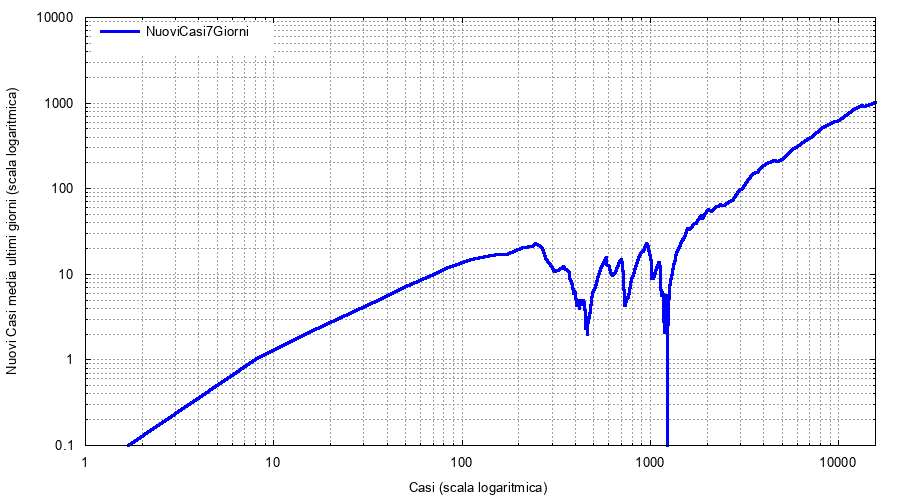 10000
NuoviCasi7Giorni
1000
100
10
1
0.1
Nuovi Casi media ultimi giorni (scala logaritmica)
1 10 100 1000 10000
Casi (scala logaritmica)